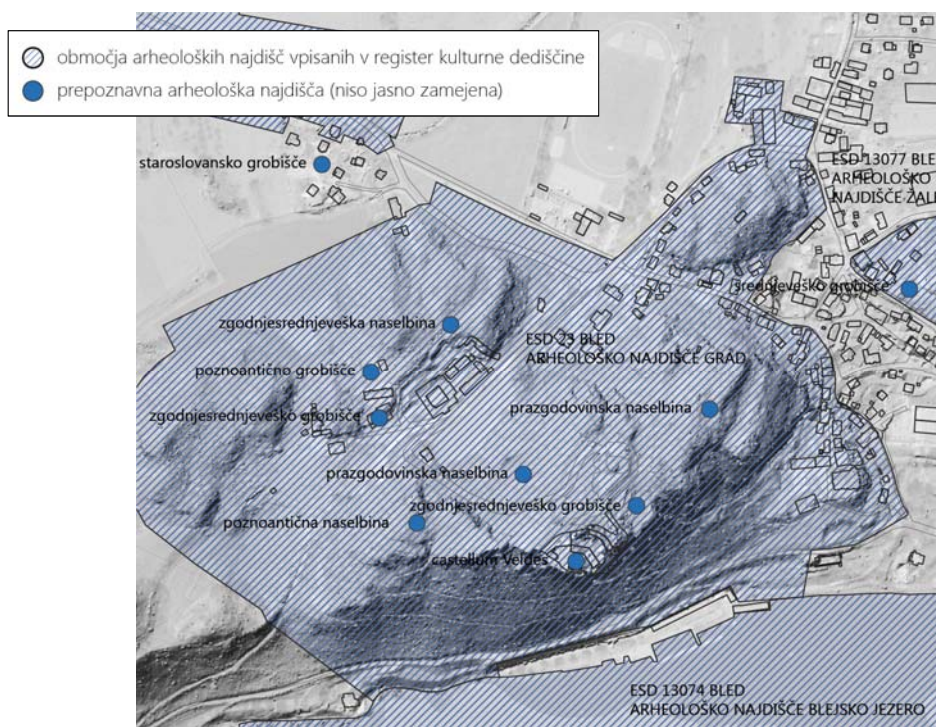 območja arheoloških najdišč vpisanih v register kulturne dediščine
prepoznavna arheološka najdišča (niso jasno zamejena)
staroslovansko grobišče
ESD 13077 BLE
ARHEOLOŠKO
NAJDIŠČE ŽALE
srednjeveško grobišče
zgodnjesrednjeveška naselbina
ESD 23 BLED
ARHEOLOŠKO NAJDIŠČE GRAD
poznoantično grobišče
zgodnjesrednjeveško grobišče
prazgodovinska naselbina
prazgodovinska naselbina
zgodnjesrednjeveško grobišče
poznoantična naselbina
castellum Veldes
ESD 13074 BLED
ARHEOLOŠKO NAJDIŠČE BLEJSKO JEZERO